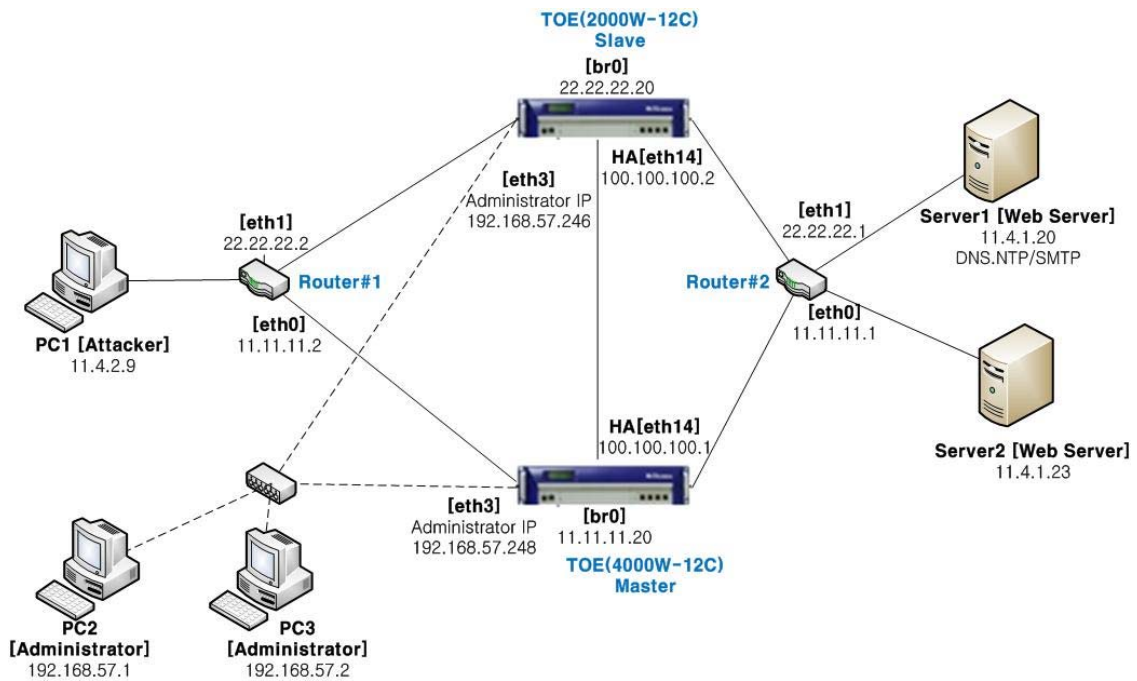 TOE(2000W-12C)
Slave
[br0]
22.22.22.20
HA[eth14]
100.100.100.2
[eth3]
Administrator IP
192.168.57.246
[eth1]
22.22.22.2
Router#1
[eth0]
11.11.11.2
PC1 [Attacker]
11.4.2.9
[eth1]
22.22.22.1
Router#2
[eth0]
11.11.11.1
Server1 [Web Server]
11.4.1.20
DNS.NTP/SMTP
Server2 [Web Server]
11.4.1.23
HA[eth14]
100.100.100.1
[eth3]
Administrator IP
192.168.57.248
[br0]
11.11.11.20
TOE(4000W-12C)
Master
PC2
[Administrator]
192.168.57.1
PC3
[Administrator]
192.168.57.2